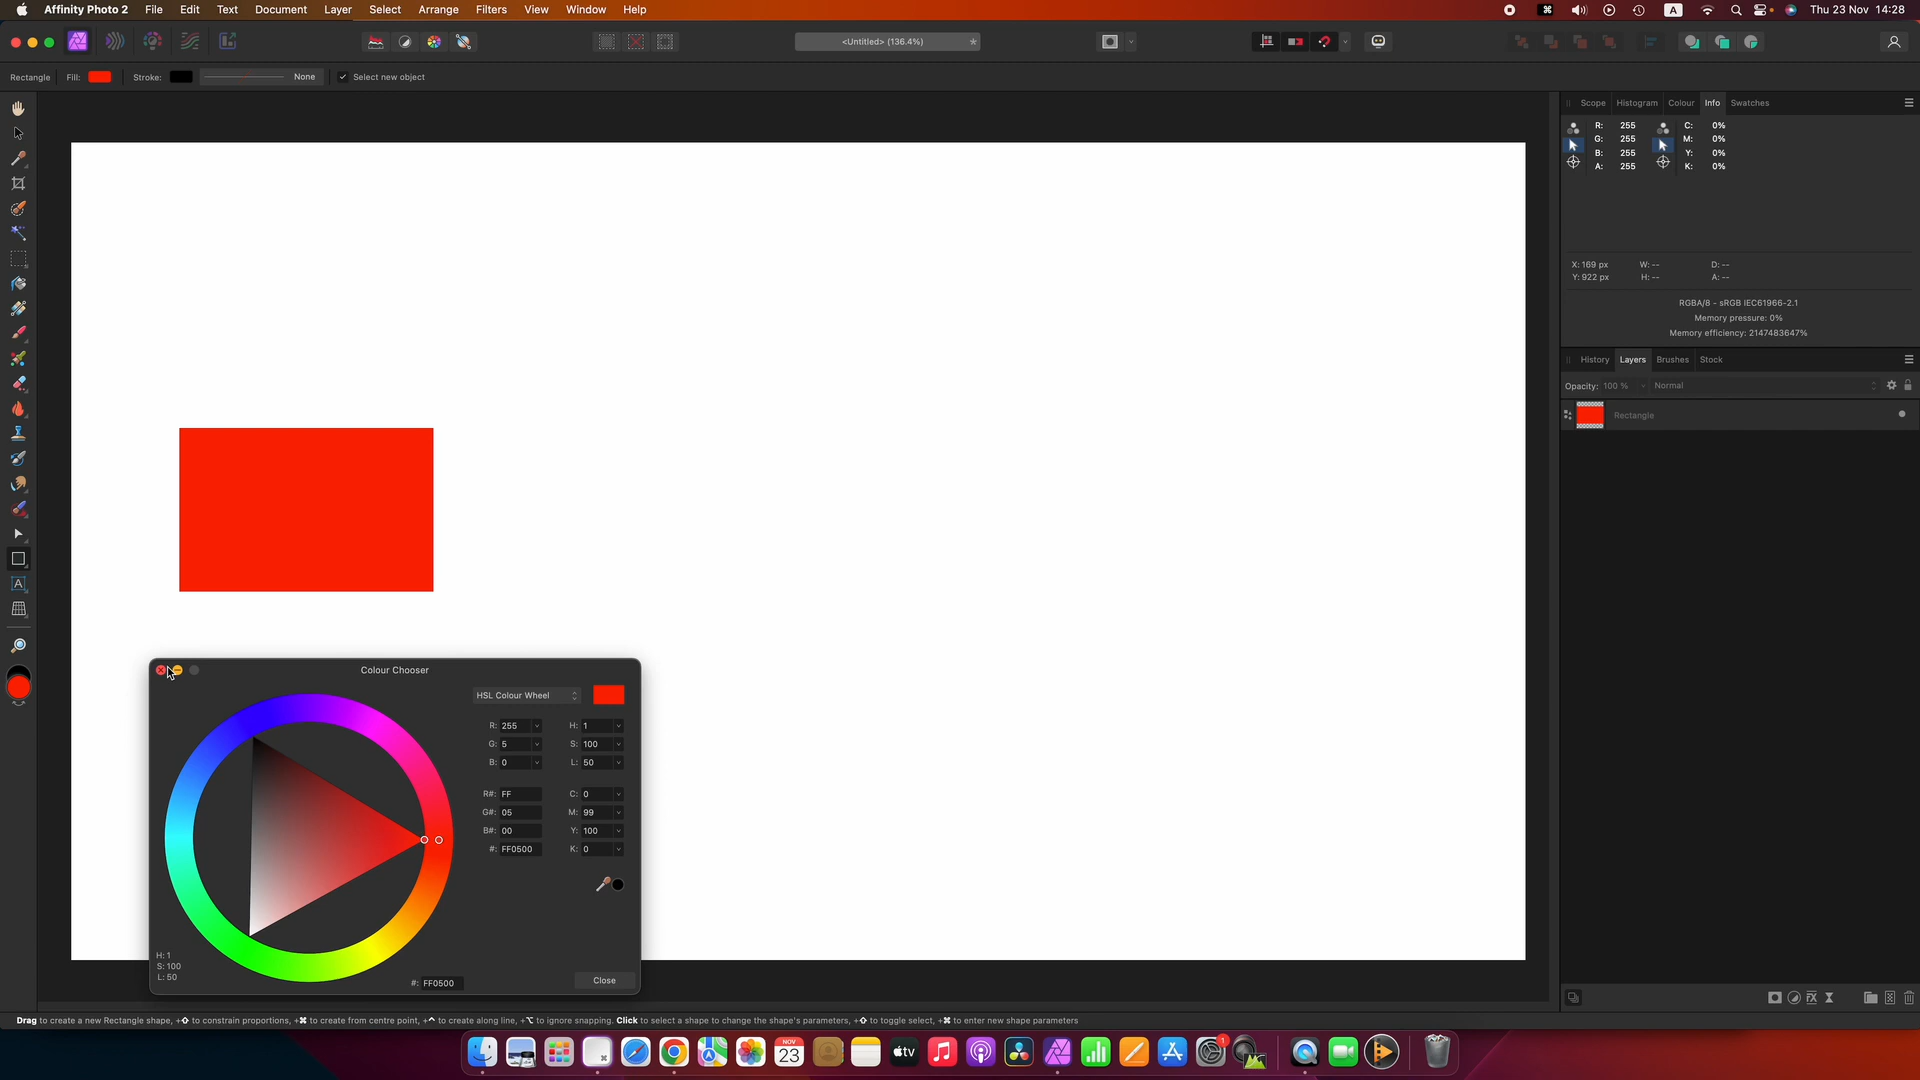 Affinity Photo 2 File Edit Text Document Layer Select Arrange Filters View Window Help
A Thu 23 Nov 14:28
<Untitled> (136.4%) *
Rectangle Fill: Stroke: None Select new object
Scope Histogram Colour Info Swatches
R: 255 C: 0%
G: 255 M: 0%
B: 255 Y: 0%
A: 255 K: 0%
X: 169 px W: -- D: --
Y: 922 px H: -- A: --
RGBA/8 - sRGB IEC61966-2.1
Memory pressure: 0%
Memory efficiency: 2147483647%
History Layers Brushes Stock
Opacity: 100 % Normal
Rectangle
Colour Chooser
HSL Colour Wheel
R: 255 H: 1
G: 5 S: 100
B: 0 L: 50
R#: FF C: 0
G#: 05 M: 99
B#: 00 Y: 100
#: FF0500 K: 0
H: 1
S: 100
L: 50
#: FF0500
Close
Drag to create a new Rectangle shape, +⇧ to constrain proportions, +⌘ to create from centre point, +⌃ to create along line, +⌥ to ignore snapping. Click to select a shape to change the shape's parameters, +⇧ to toggle select, +⌘ to enter new shape parameters
NOV
23
tv
1